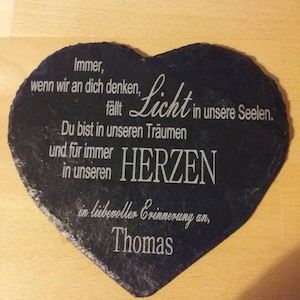 Immer,
wenn wir an dich denken,
fällt Licht in unsere Seelen.
Du bist in unseren Träumen
und für immer
in unseren HERZEN
in liebevoller Erinnerung an,
Thomas